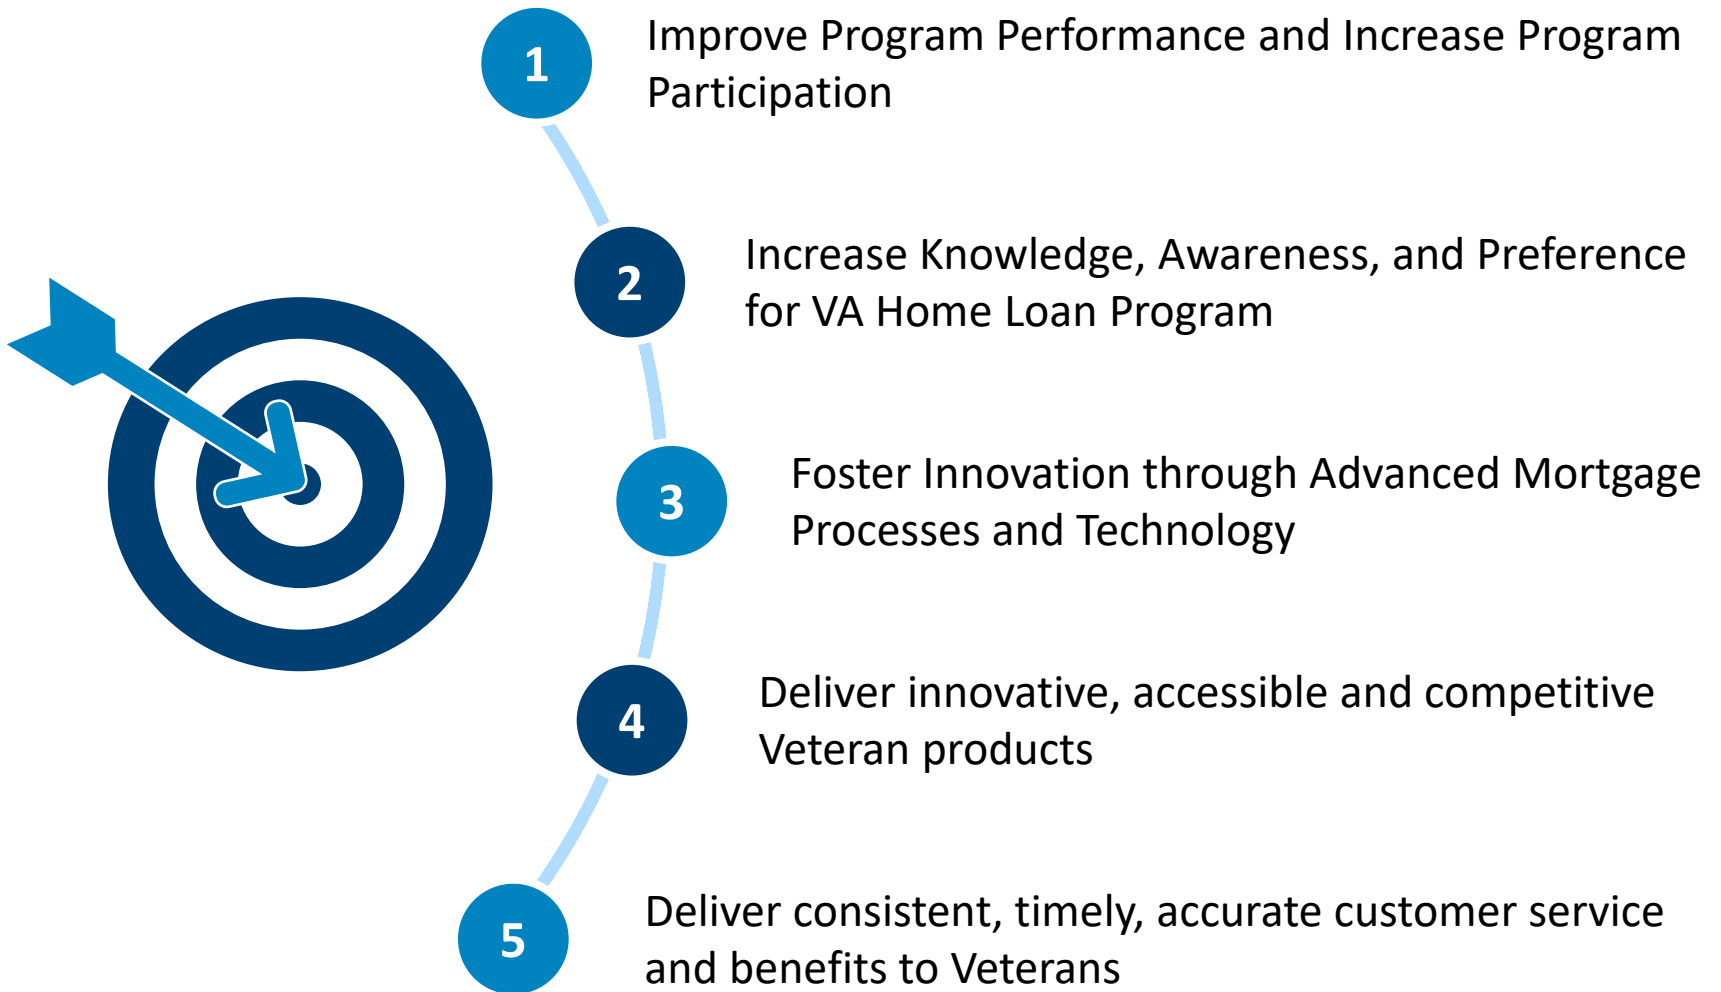 1
Improve Program Performance and Increase Program
Participation
2
Increase Knowledge, Awareness, and Preference
for VA Home Loan Program
3
Foster Innovation through Advanced Mortgage
Processes and Technology
4
Deliver innovative, accessible and competitive
Veteran products
5
Deliver consistent, timely, accurate customer service
and benefits to Veterans